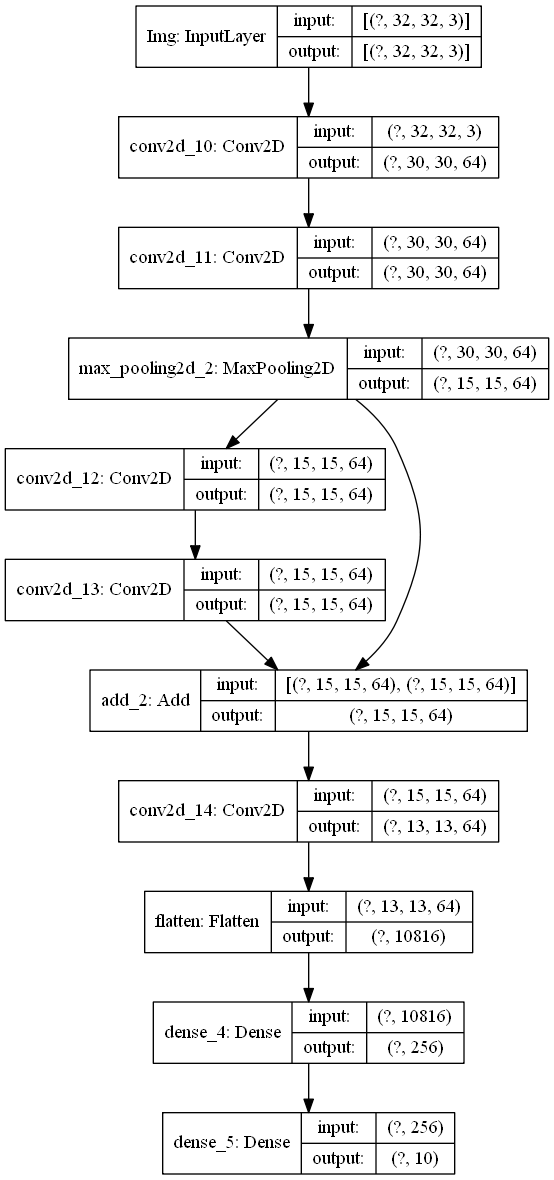 Img: InputLayer
input: [(?, 32, 32, 3)]
output: [(?, 32, 32, 3)]
conv2d_10: Conv2D
input: (?, 32, 32, 3)
output: (?, 30, 30, 64)
conv2d_11: Conv2D
input: (?, 30, 30, 64)
output: (?, 30, 30, 64)
max_pooling2d_2: MaxPooling2D
input: (?, 30, 30, 64)
output: (?, 15, 15, 64)
conv2d_12: Conv2D
input: (?, 15, 15, 64)
output: (?, 15, 15, 64)
conv2d_13: Conv2D
input: (?, 15, 15, 64)
output: (?, 15, 15, 64)
add_2: Add
input: [(?, 15, 15, 64), (?, 15, 15, 64)]
output: (?, 15, 15, 64)
conv2d_14: Conv2D
input: (?, 15, 15, 64)
output: (?, 13, 13, 64)
flatten: Flatten
input: (?, 13, 13, 64)
output: (?, 10816)
dense_4: Dense
input: (?, 10816)
output: (?, 256)
dense_5: Dense
input: (?, 256)
output: (?, 10)